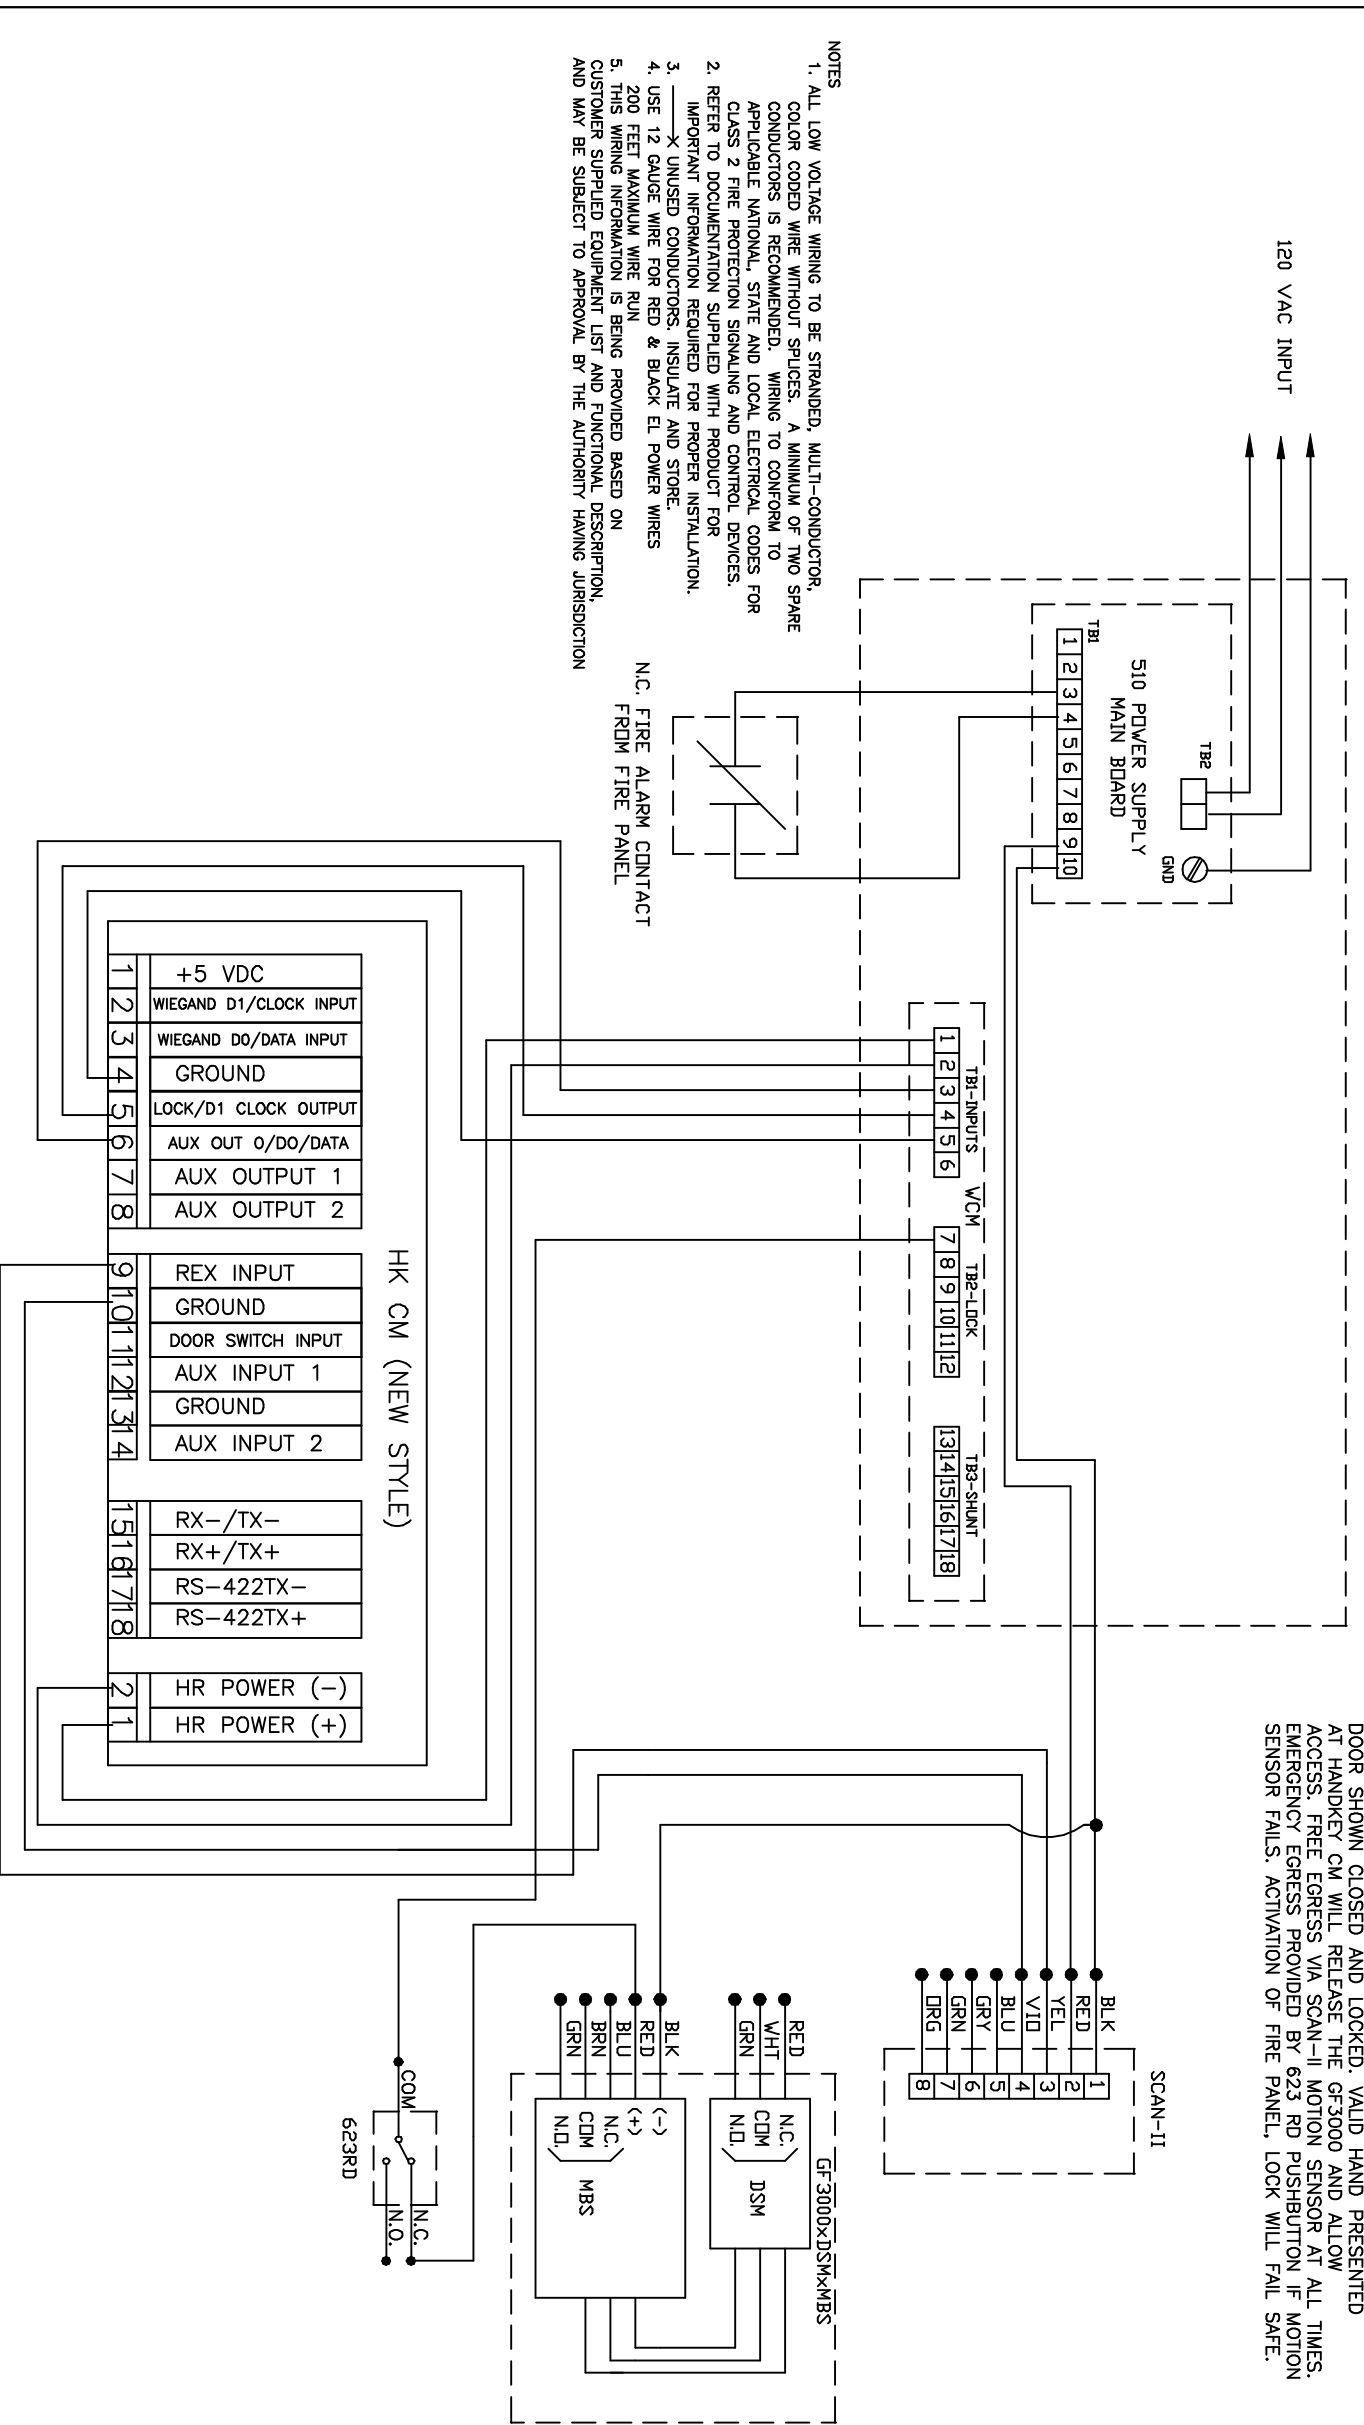 120 VAC INPUT
DOOR SHOWN CLOSED AND LOCKED. VALID HAND PRESENTED
AT HANDKEY CM WILL RELEASE THE GF3000 AND ALLOW
ACCESS. FREE EGRESS VIA SCAN-II MOTION SENSOR AT ALL TIMES.
EMERGENCY EGRESS PROVIDED BY 623 RD PUSHBUTTON IF MOTION
SENSOR FAILS. ACTIVATION OF FIRE PANEL, LOCK WILL FAIL SAFE.
TB2
GND
510 POWER SUPPLY
MAIN BOARD
TB1
1 2 3 4 5 6 7 8 9 10
SCAN-II
BLK 1
RED 2
YEL 3
VIO 4
BLU 5
GRY 6
GRN 7
ORG 8
TB1-INPUTS
1 2 3 4 5 6
WCM
TB2-LOCK
7 8 9 10 11 12
TB3-SHUNT
13 14 15 16 17 18
NOTES
1. ALL LOW VOLTAGE WIRING TO BE STRANDED, MULTI-CONDUCTOR,
COLOR CODED WIRE WITHOUT SPLICES. A MINIMUM OF TWO SPARE
CONDUCTORS IS RECOMMENDED. WIRING TO CONFORM TO
APPLICABLE NATIONAL, STATE AND LOCAL ELECTRICAL CODES FOR
CLASS 2 FIRE PROTECTION SIGNALING AND CONTROL DEVICES.
2. REFER TO DOCUMENTATION SUPPLIED WITH PRODUCT FOR
IMPORTANT INFORMATION REQUIRED FOR PROPER INSTALLATION.
3. UNUSED CONDUCTORS. INSULATE AND STORE.
4. USE 12 GAUGE WIRE FOR RED & BLACK EL POWER WIRES
200 FEET MAXIMUM WIRE RUN
5. THIS WIRING INFORMATION IS BEING PROVIDED BASED ON
CUSTOMER SUPPLIED EQUIPMENT LIST AND FUNCTIONAL DESCRIPTION,
AND MAY BE SUBJECT TO APPROVAL BY THE AUTHORITY HAVING JURISDICTION
N.C. FIRE ALARM CONTACT
FROM FIRE PANEL
GF3000xDSMxMBS
RED N.C.
WHT COM
GRN N.O.
DSM
BLK (-)
RED (+)
BLU N.C.
BRN COM
GRN N.O.
MBS
HK CM (NEW STYLE)
1 +5 VDC
2 WIEGAND D1/CLOCK INPUT
3 WIEGAND D0/DATA INPUT
4 GROUND
5 LOCK/D1 CLOCK OUTPUT
6 AUX OUT 0/D0/DATA
7 AUX OUTPUT 1
8 AUX OUTPUT 2
9 REX INPUT
10 GROUND
11 DOOR SWITCH INPUT
12 AUX INPUT 1
13 GROUND
14 AUX INPUT 2
15 RX-/TX-
16 RX+/TX+
17 RS-422TX-
18 RS-422TX+
2 HR POWER (-)
1 HR POWER (+)
COM
N.C.
N.O.
623RD